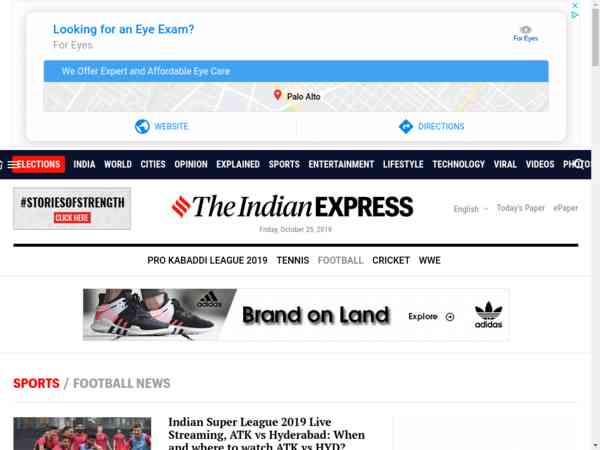 Looking for an Eye Exam?
For Eyes
For Eyes
We Offer Expert and Affordable Eye Care
Palo Alto
WEBSITE
DIRECTIONS
ELECTIONS INDIA WORLD CITIES OPINION EXPLAINED SPORTS ENTERTAINMENT LIFESTYLE TECHNOLOGY VIRAL VIDEOS
#STORIESOFSTRENGTH
CLICK HERE
The Indian EXPRESS
Friday, October 25, 2019
English
Today's Paper
ePaper
PRO KABADDI LEAGUE 2019 TENNIS FOOTBALL CRICKET WWE
adidas
Brand on Land
Explore
adidas
SPORTS / FOOTBALL NEWS
Indian Super League 2019 Live
Streaming, ATK vs Hyderabad: When
and where to watch ATK vs HYD?